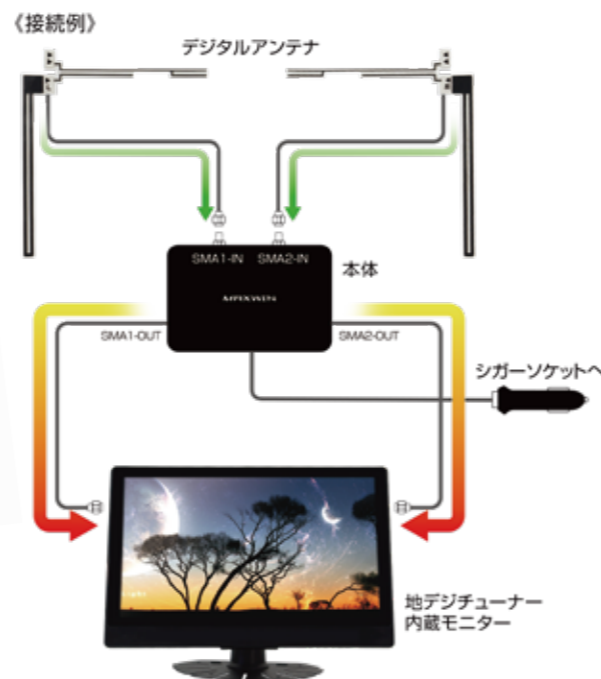 《接続例》
デジタルアンテナ
SMA1-IN
SMA2-IN
本体
SMA1-OUT
SMA2-OUT
シガーソケットへ
地デジチューナー
内蔵モニター